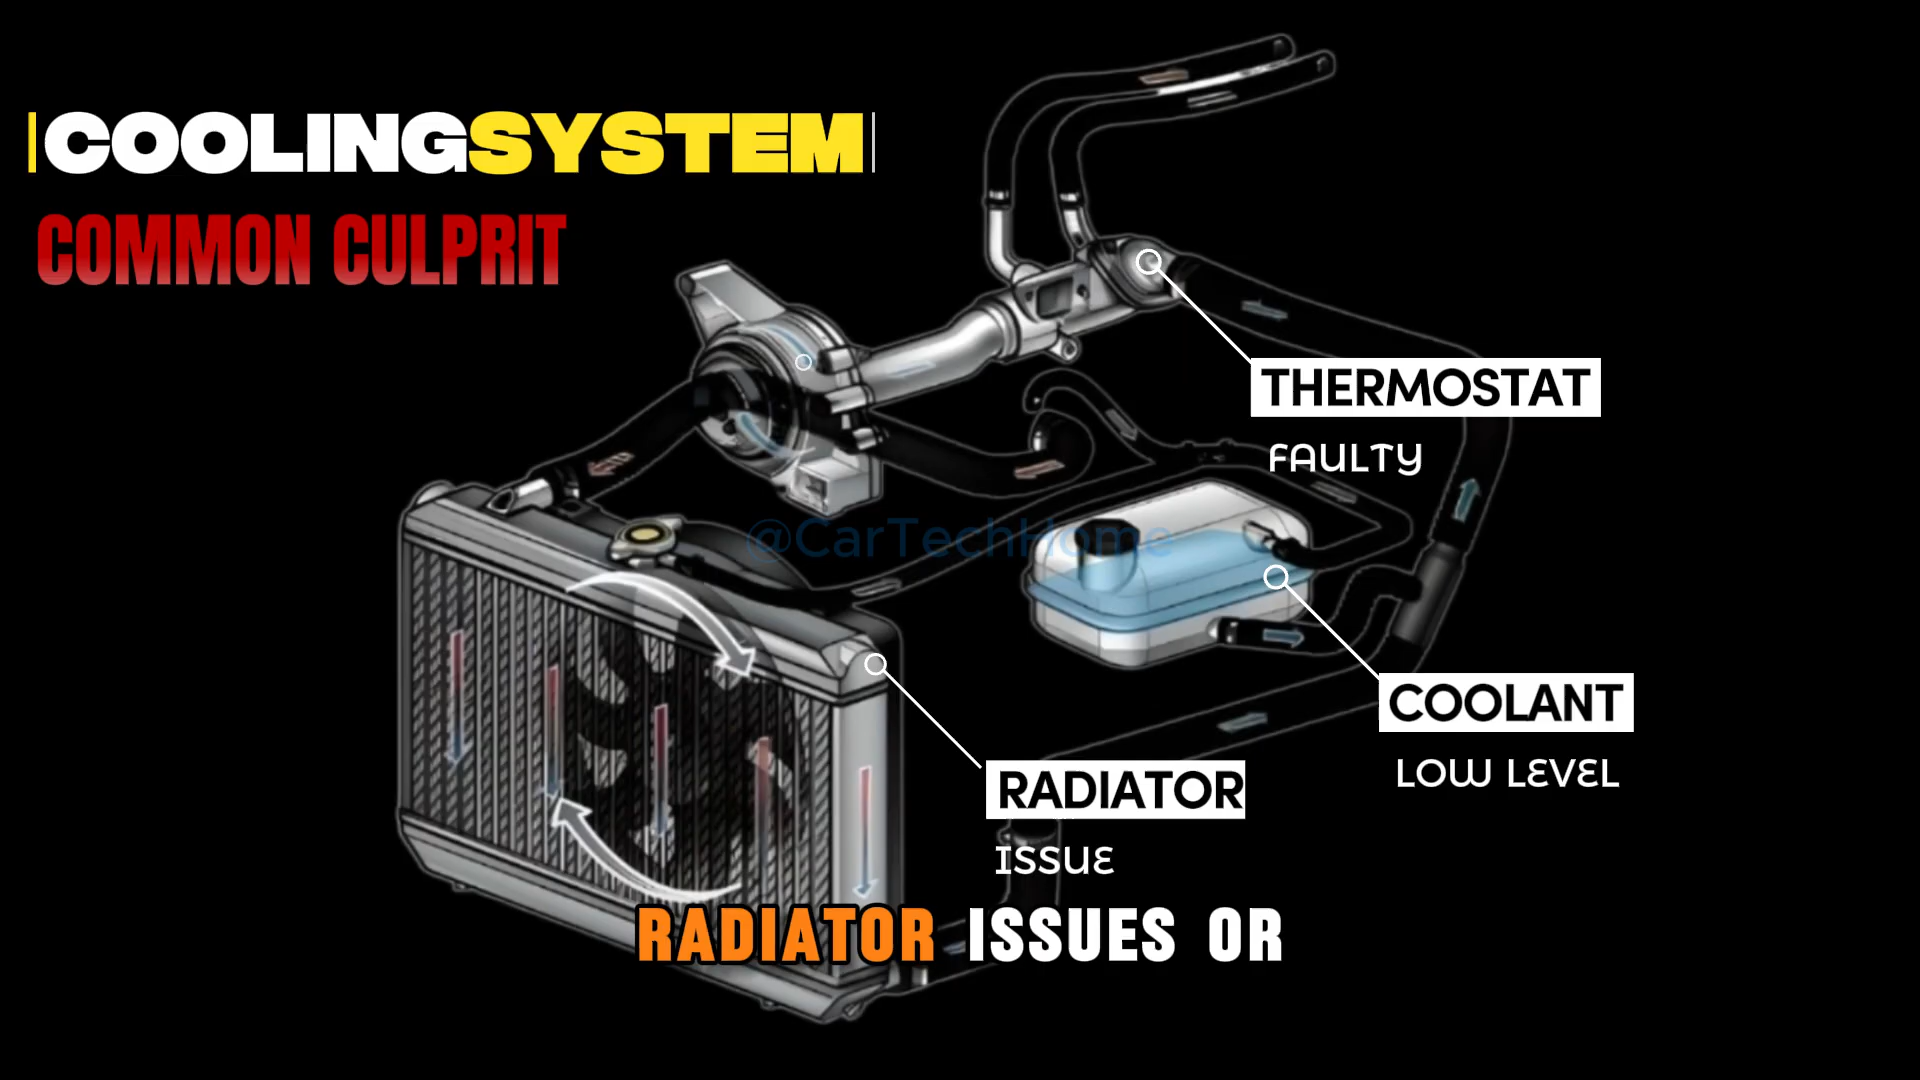 COOLINGSYSTEM
COMMON CULPRIT
THERMOSTAT
FAULTY
@CarTechHome
COOLANT
LOW LEVEL
RADIATOR
ISSUE
RADIATOR ISSUES OR